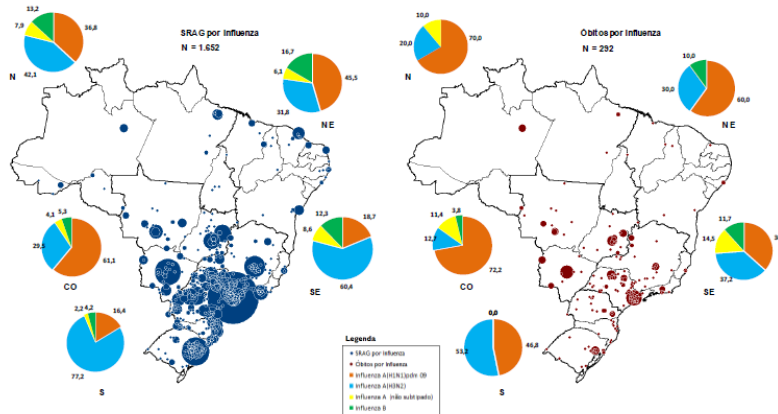 SRAG por Influenza
N = 1.652
13,2
7,9
36,8
42,1
N
16,7
6,1
45,5
31,8
NE
4,1
5,3
29,5
61,1
CO
12,3
8,6
18,7
60,4
SE
2,2
4,2
16,4
77,2
S
Óbitos por Influenza
N = 292
10,0
20,0
70,0
N
10,0
30,0
60,0
NE
11,4
3,8
72,2
CO
11,7
14,5
37,2
SE
0,0
53,2
46,8
S
Legenda
SRAG por Influenza
Óbitos por Influenza
Influenza A(H1N1)pdm 09
Influenza A(H3N2)
Influenza A (não subtipado)
Influenza B